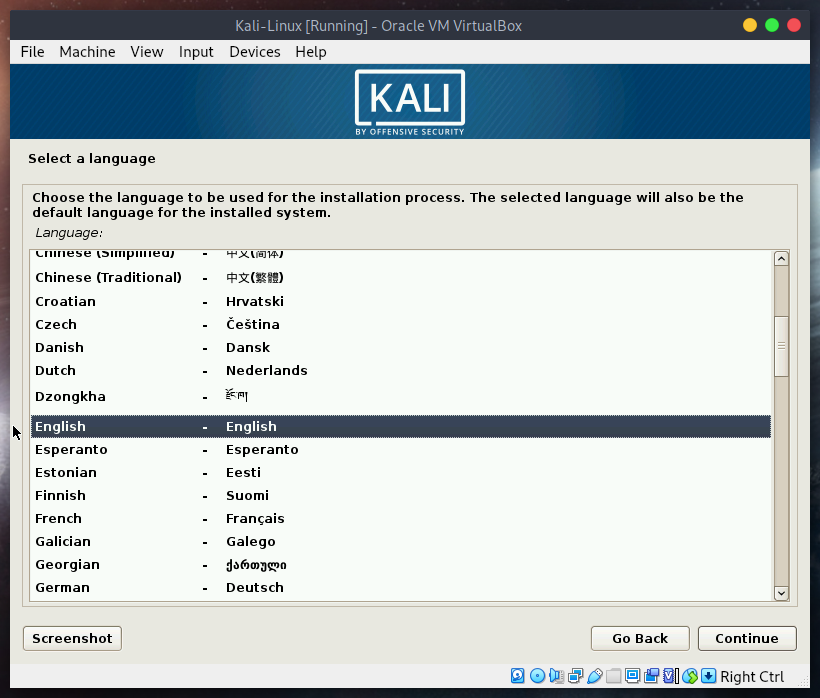 Kali-Linux [Running] - Oracle VM VirtualBox
File Machine View Input Devices Help
KALI
BY OFFENSIVE SECURITY
Select a language
Choose the language to be used for the installation process. The selected language will also be the
default language for the installed system.
Language:
Chinese (Simplified) - 中文(简体)
Chinese (Traditional) - 中文(繁體)
Croatian - Hrvatski
Czech - Čeština
Danish - Dansk
Dutch - Nederlands
Dzongkha - རྫོང་ཁ།
English - English
Esperanto - Esperanto
Estonian - Eesti
Finnish - Suomi
French - Français
Galician - Galego
Georgian - ქართული
German - Deutsch
Screenshot Go Back Continue
Right Ctrl